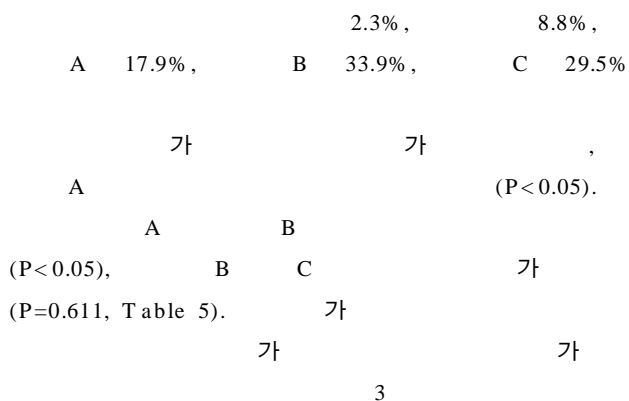 2.3%, 8.8%,
A 17.9%, B 33.9%, C 29.5%
가 가 ,
A (P<0.05).
A B
(P<0.05), B C 가
(P=0.611, Table 5). 가
가 가
3